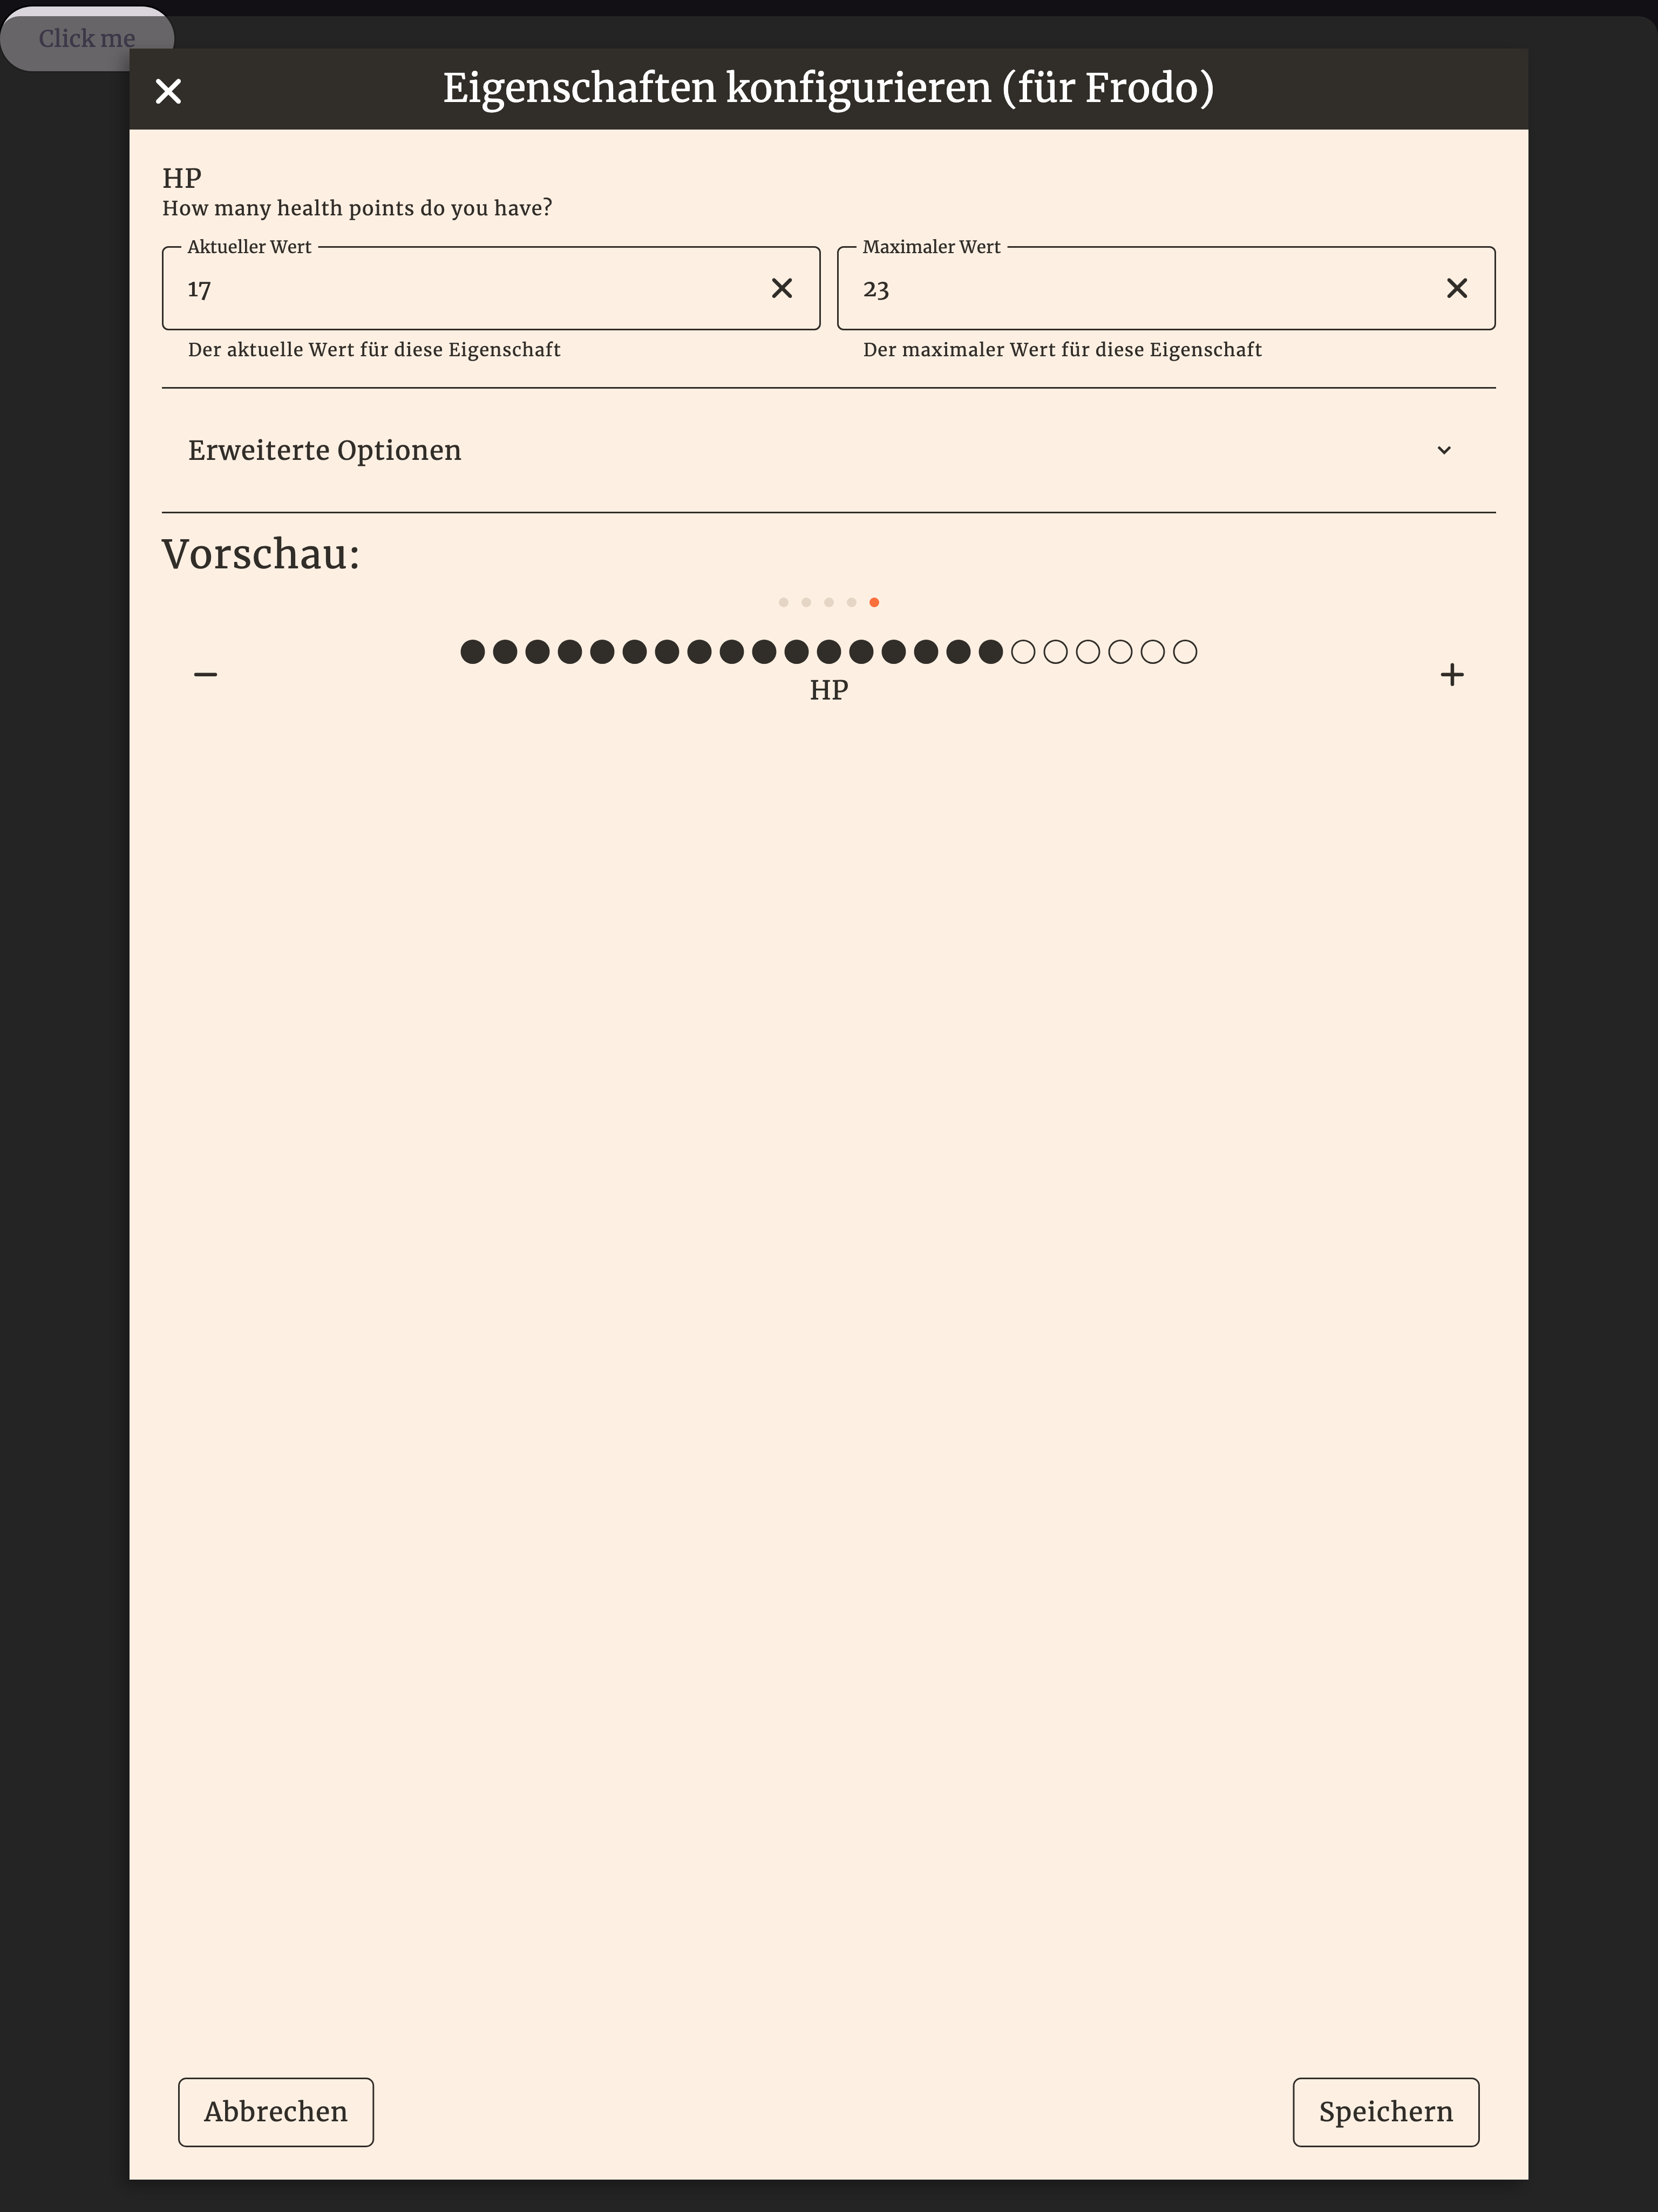 Click me
Eigenschaften konfigurieren (für Frodo)
HP
How many health points do you have?
Aktueller Wert
17
Der aktuelle Wert für diese Eigenschaft
Maximaler Wert
23
Der maximaler Wert für diese Eigenschaft
Erweiterte Optionen
Vorschau:
HP
Abbrechen
Speichern